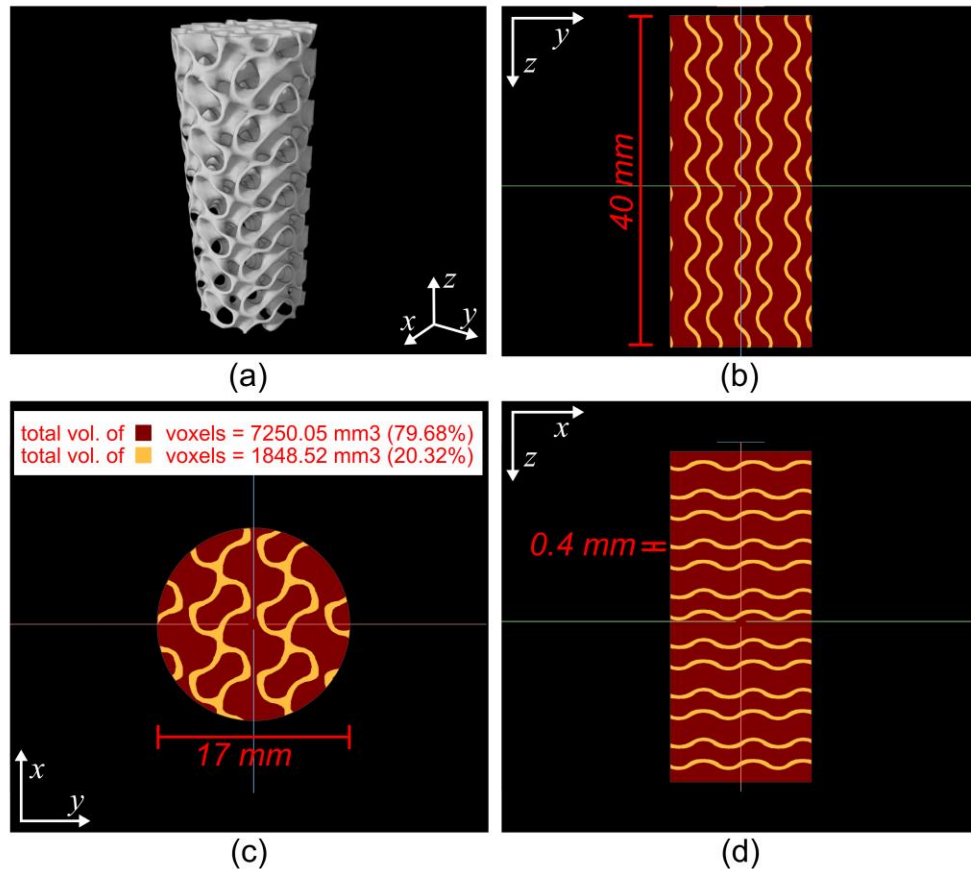 z
x
y
(a)
y
z
40 mm
(b)
total vol. of voxels = 7250.05 mm3 (79.68%)
total vol. of voxels = 1848.52 mm3 (20.32%)
17 mm
x
y
(c)
x
z
0.4 mm
(d)